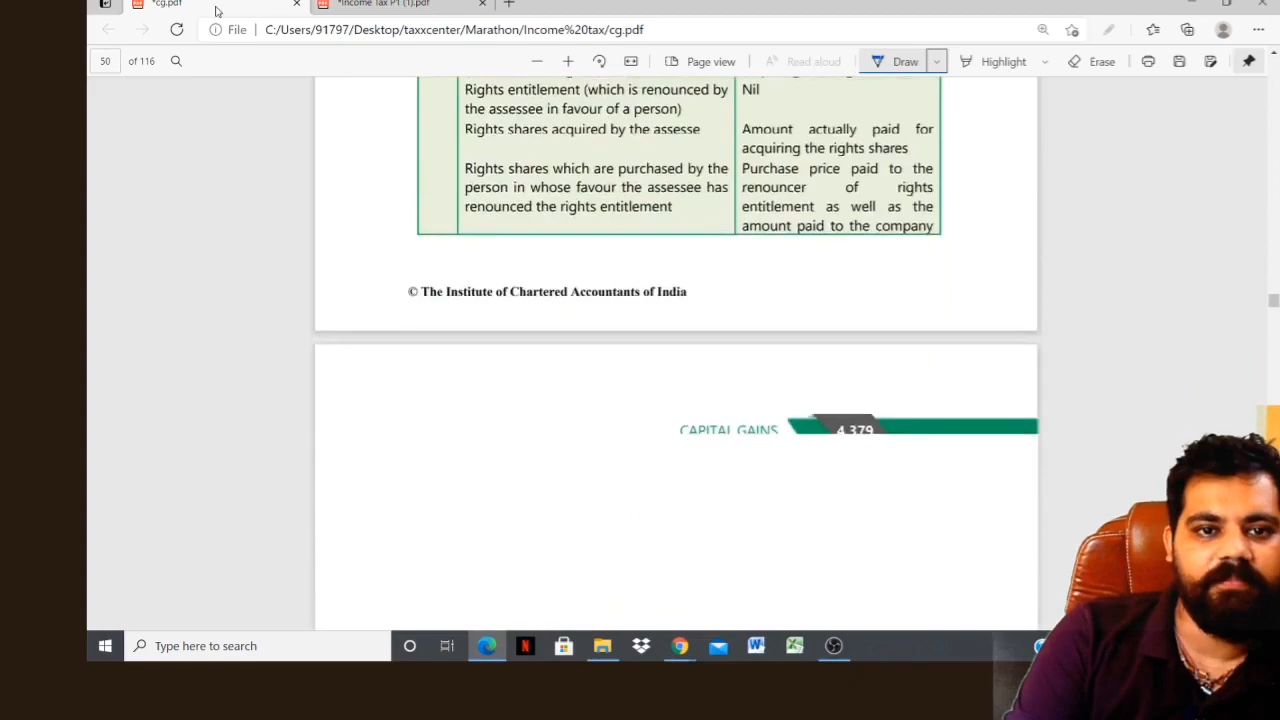 *cg.pdf
*Income Tax P1 (1).pdf
File
C:/Users/91797/Desktop/taxxcenter/Marathon/Income%20tax/cg.pdf
50 of 116
Page view
Read aloud
Draw
Highlight
Erase
Rights entitlement (which is renounced by
the assessee in favour of a person)
Nil
Rights shares acquired by the assesse
Amount actually paid for
acquiring the rights shares
Rights shares which are purchased by the
person in whose favour the assessee has
renounced the rights entitlement
Purchase price paid to the
renouncer of rights
entitlement as well as the
amount paid to the company
© The Institute of Chartered Accountants of India
CAPITAL GAINS
4.379
Type here to search